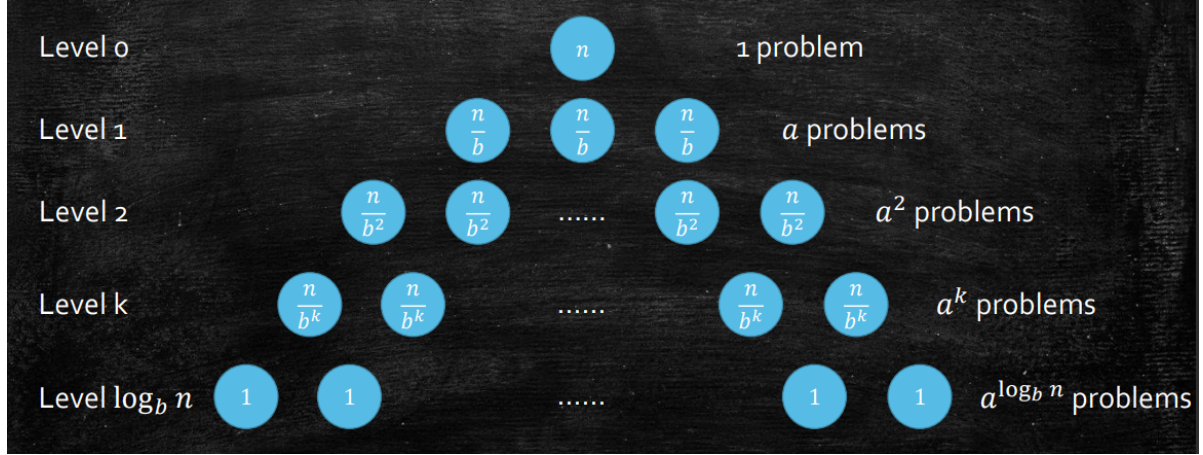 Level 0 n 1 problem
Level 1 n/b n/b n/b a problems
Level 2 n/b² n/b² ...... n/b² n/b² a² problems
Level k n/bᵏ n/bᵏ ...... n/bᵏ n/bᵏ aᵏ problems
Level log_b n 1 1 ...... 1 1 a^{log_b n} problems